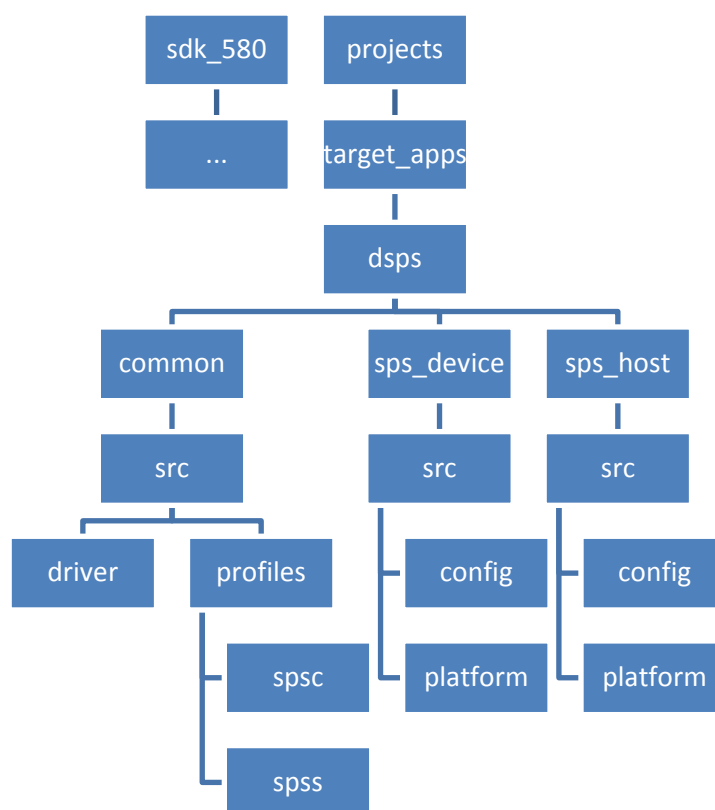 sdk_580
projects
...
target_apps
dsps
common
sps_device
sps_host
src
src
src
driver
profiles
config
config
spsc
platform
platform
spss